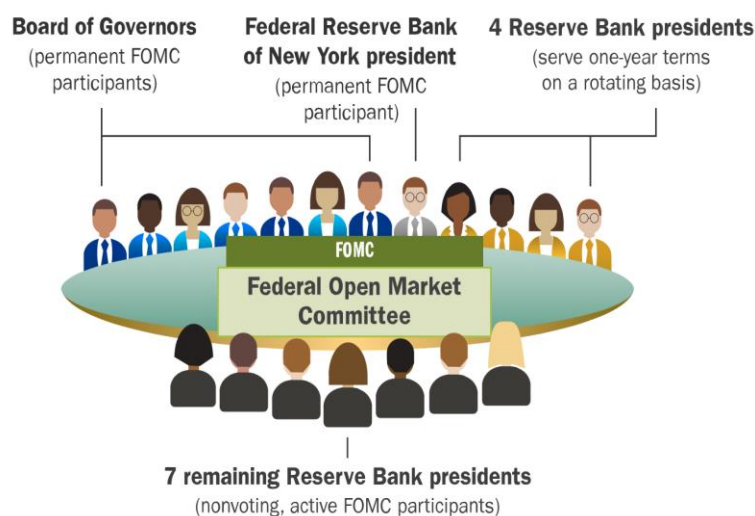 Board of Governors
(permanent FOMC
participants)
Federal Reserve Bank
of New York president
(permanent FOMC
participant)
4 Reserve Bank presidents
(serve one-year terms
on a rotating basis)
FOMC
Federal Open Market
Committee
7 remaining Reserve Bank presidents
(nonvoting, active FOMC participants)